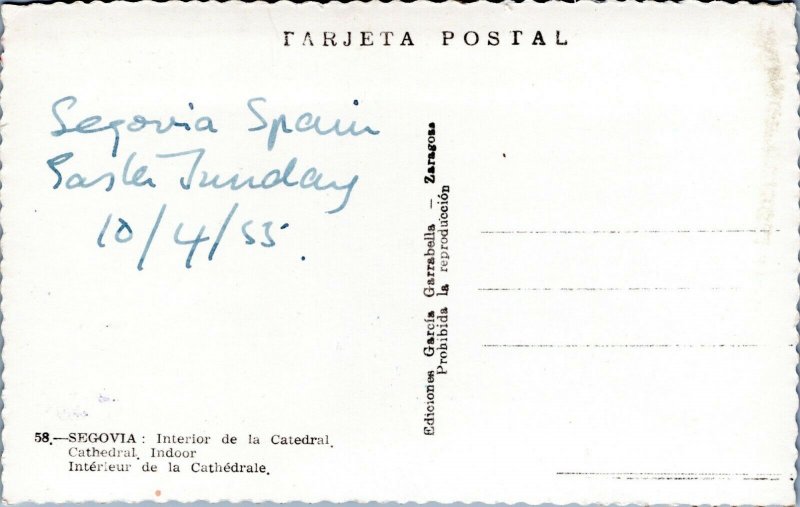 TARJETA POSTAL
Segovia Spain
Easter Sunday
10/4/55.
Ediciones García Garrabella — Zaragoza
Prohibida la reproducción
58.—SEGOVIA : Interior de la Catedral.
Cathedral. Indoor
Intérieur de la Cathédrale.